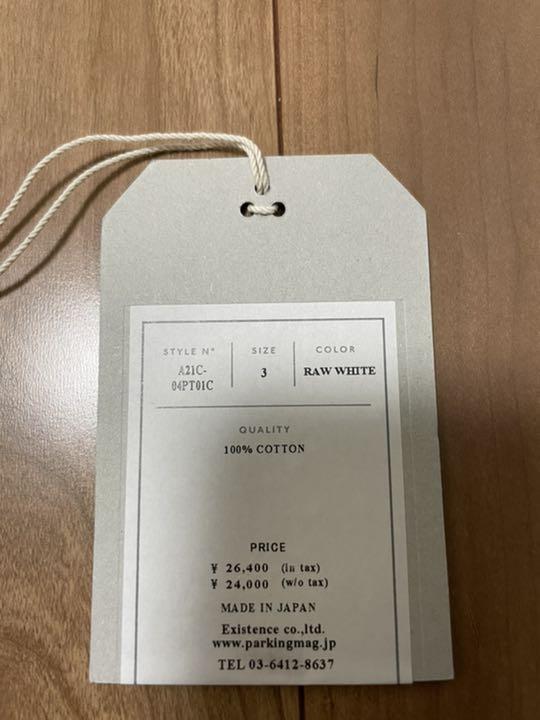 STYLE N° SIZE COLOR
A21C-
04PT01C 3 RAW WHITE
QUALITY
100% COTTON
PRICE
¥ 26,400 (in tax)
¥ 24,000 (w/o tax)
MADE IN JAPAN
Existence co.,ltd.
www.parkingmag.jp
TEL 03-6412-8637